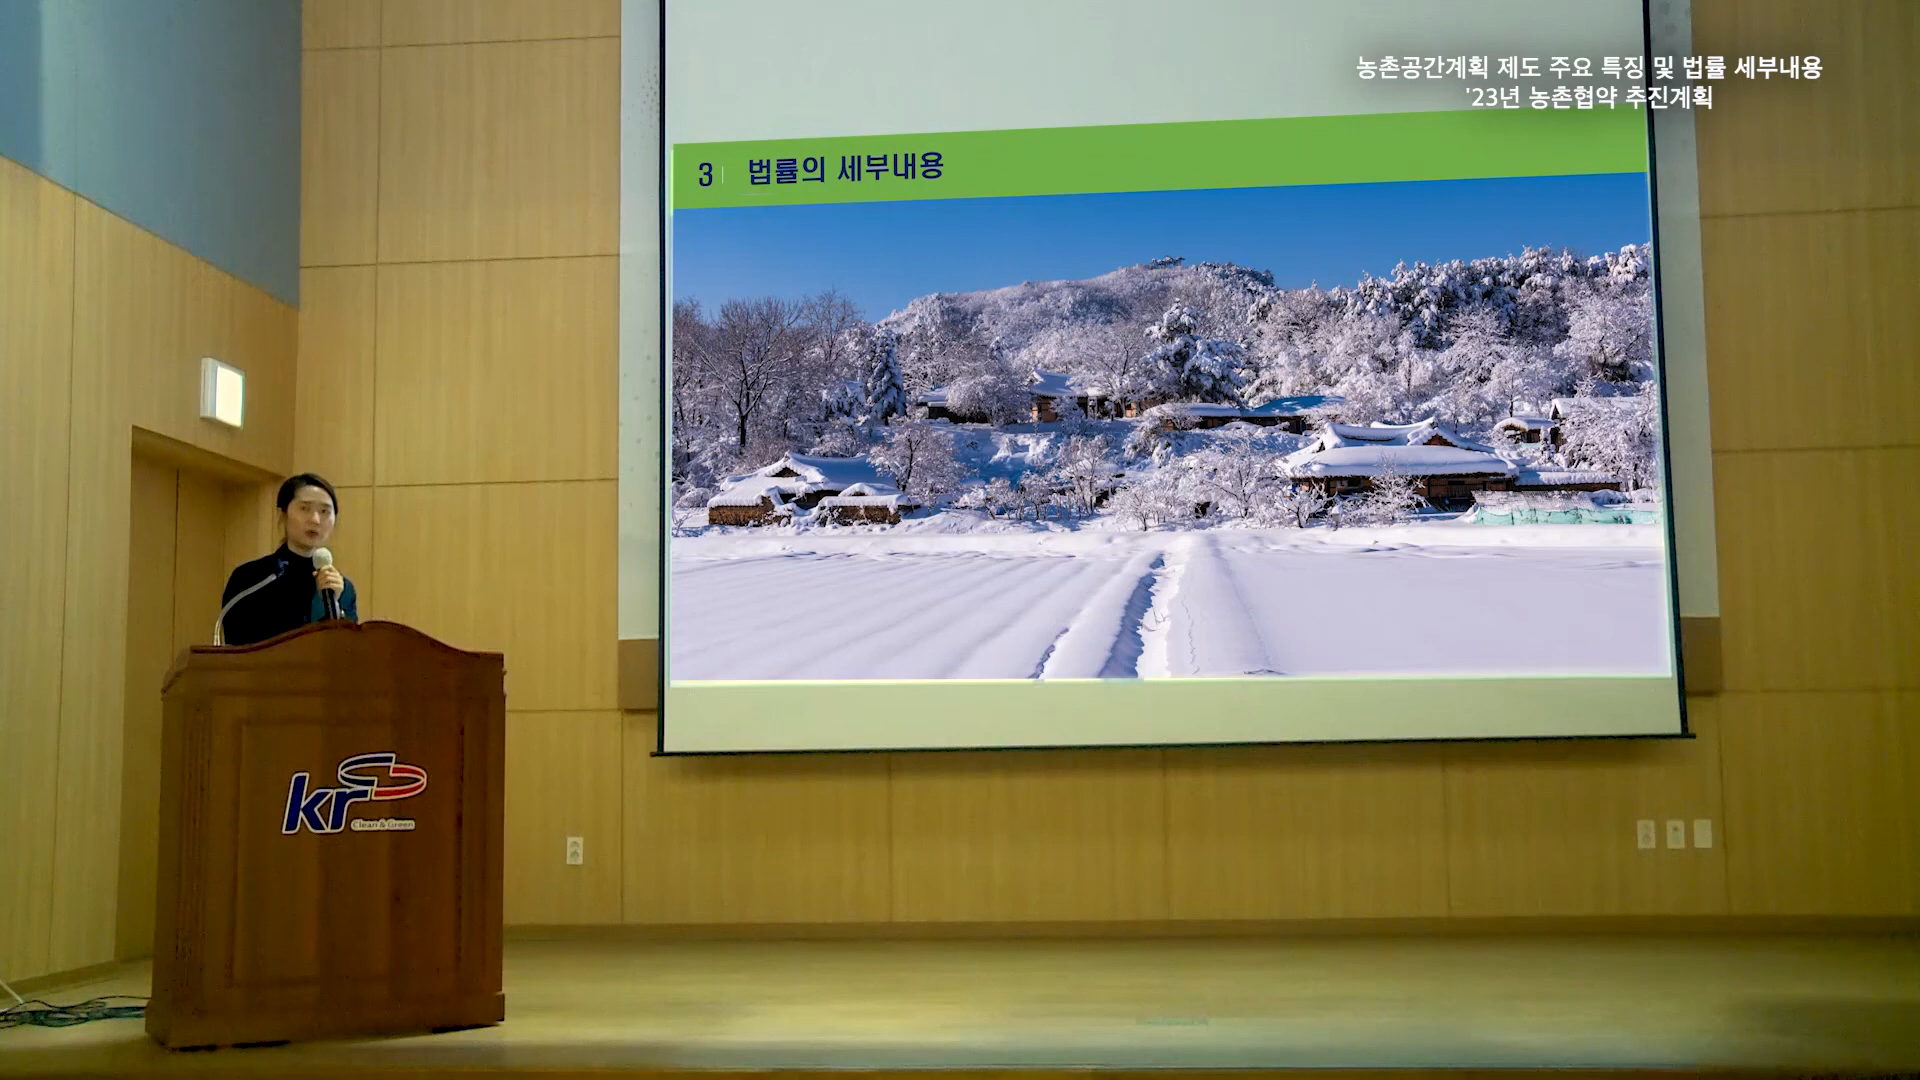 농촌공간계획 제도 주요 특징 및 법률 세부내용
'23년 농촌협약 추진계획
3 법률의 세부내용
kr
Clean & Green